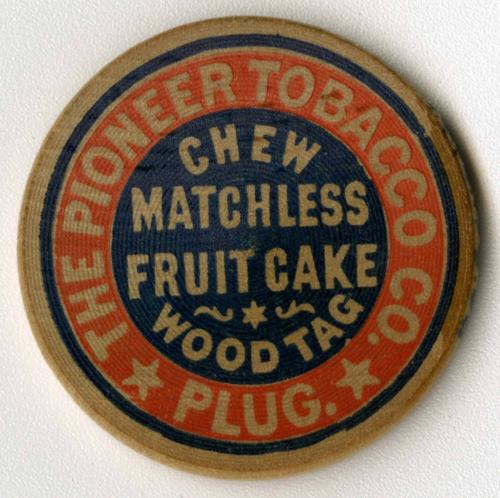 THE PIONEER TOBACCO CO.
PLUG.
CHEW
MATCHLESS
FRUIT CAKE
WOOD TAG